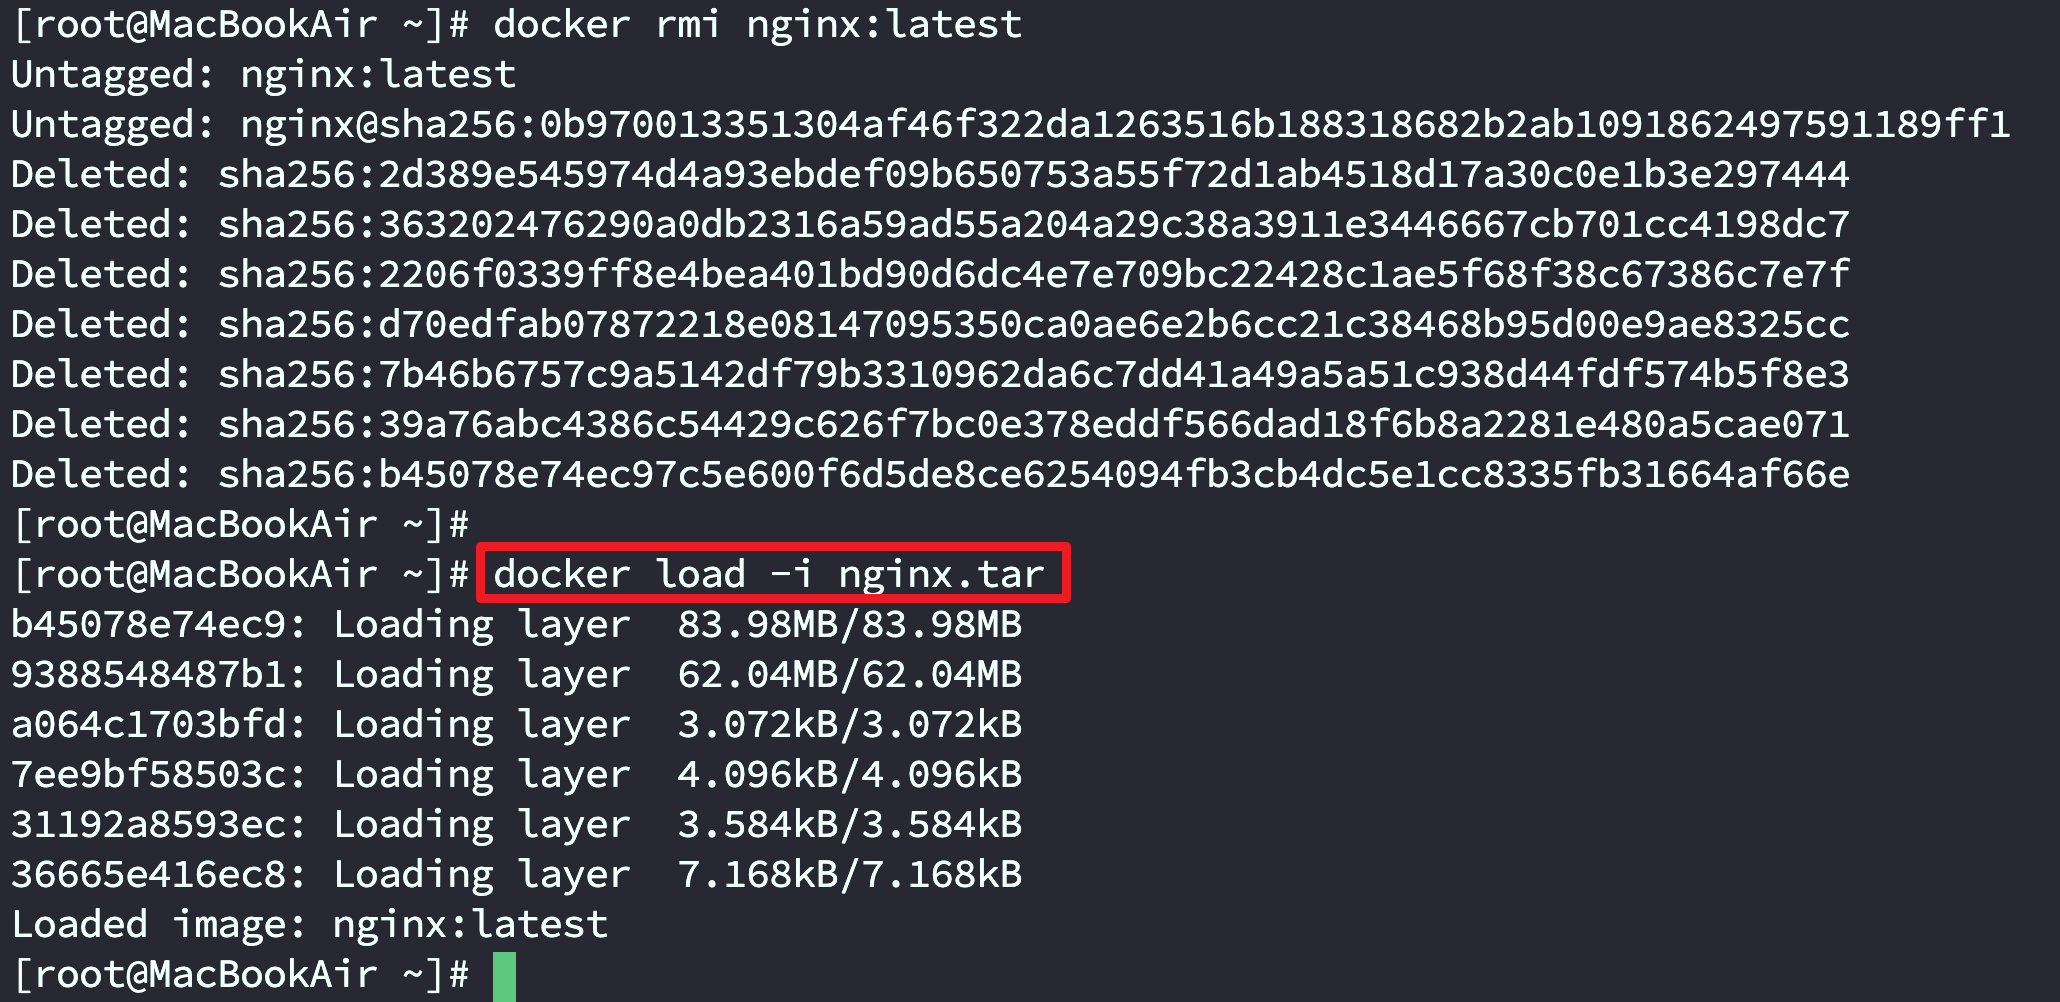 [root@MacBookAir ~]# docker rmi nginx:latest
Untagged: nginx:latest
Untagged: nginx@sha256:0b970013351304af46f322da1263516b188318682b2ab1091862497591189ff1
Deleted: sha256:2d389e545974d4a93ebdef09b650753a55f72d1ab4518d17a30c0e1b3e297444
Deleted: sha256:363202476290a0db2316a59ad55a204a29c38a3911e3446667cb701cc4198dc7
Deleted: sha256:2206f0339ff8e4bea401bd90d6dc4e7e709bc22428c1ae5f68f38c67386c7e7f
Deleted: sha256:d70edfab07872218e08147095350ca0ae6e2b6cc21c38468b95d00e9ae8325cc
Deleted: sha256:7b46b6757c9a5142df79b3310962da6c7dd41a49a5a51c938d44fdf574b5f8e3
Deleted: sha256:39a76abc4386c54429c626f7bc0e378eddf566dad18f6b8a2281e480a5cae071
Deleted: sha256:b45078e74ec97c5e600f6d5de8ce6254094fb3cb4dc5e1cc8335fb31664af66e
[root@MacBookAir ~]#
[root@MacBookAir ~]# docker load -i nginx.tar
b45078e74ec9: Loading layer  83.98MB/83.98MB
9388548487b1: Loading layer  62.04MB/62.04MB
a064c1703bfd: Loading layer  3.072kB/3.072kB
7ee9bf58503c: Loading layer  4.096kB/4.096kB
31192a8593ec: Loading layer  3.584kB/3.584kB
36665e416ec8: Loading layer  7.168kB/7.168kB
Loaded image: nginx:latest
[root@MacBookAir ~]#